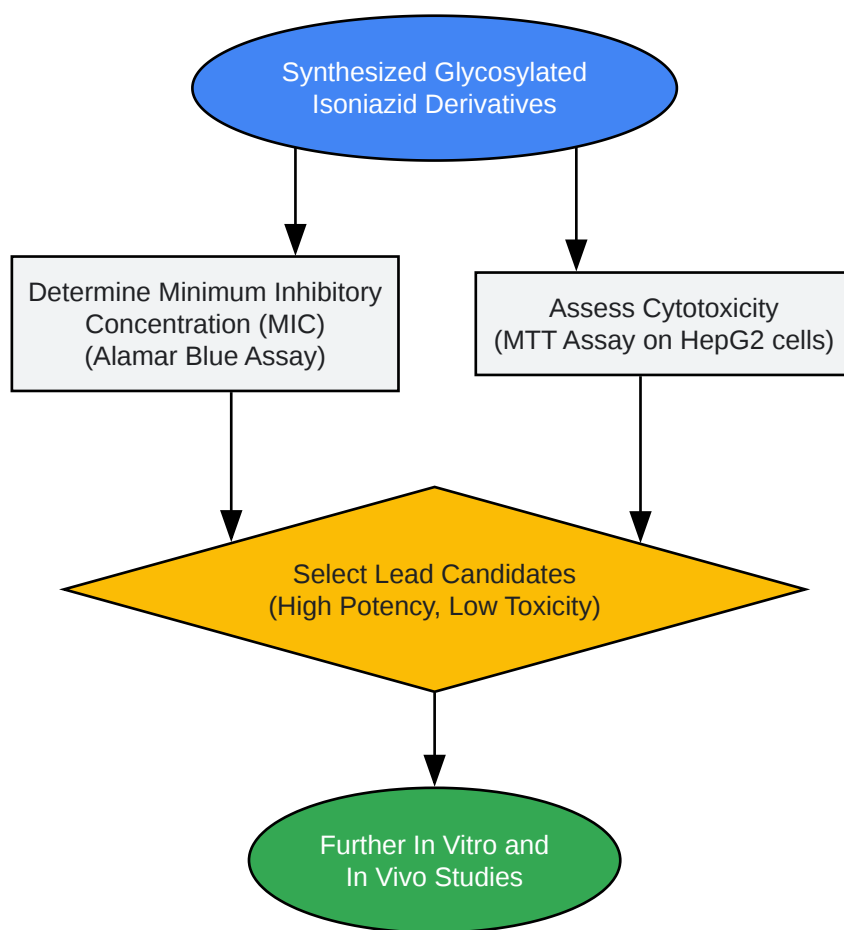 Synthesized Glycosylated
Isoniazid Derivatives
Determine Minimum Inhibitory
Concentration (MIC)
(Alamar Blue Assay)
Assess Cytotoxicity
(MTT Assay on HepG2 cells)
Select Lead Candidates
(High Potency, Low Toxicity)
Further In Vitro and
In Vivo Studies